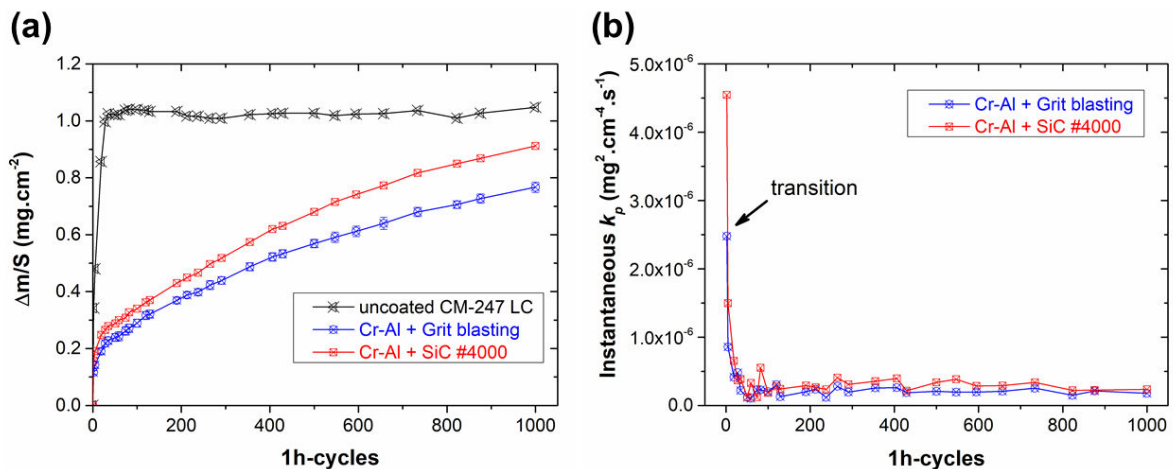 (a)
1.2
1.0
0.8
0.6
0.4
0.2
0.0
Δm/S (mg.cm⁻²)
uncoated CM-247 LC
Cr-Al + Grit blasting
Cr-Al + SiC #4000
0 200 400 600 800 1000
1h-cycles
(b)
5.0x10⁻⁶
4.0x10⁻⁶
3.0x10⁻⁶
2.0x10⁻⁶
1.0x10⁻⁶
0.0
Instantaneous kₚ (mg².cm⁻⁴.s⁻¹)
Cr-Al + Grit blasting
Cr-Al + SiC #4000
transition
0 200 400 600 800 1000
1h-cycles